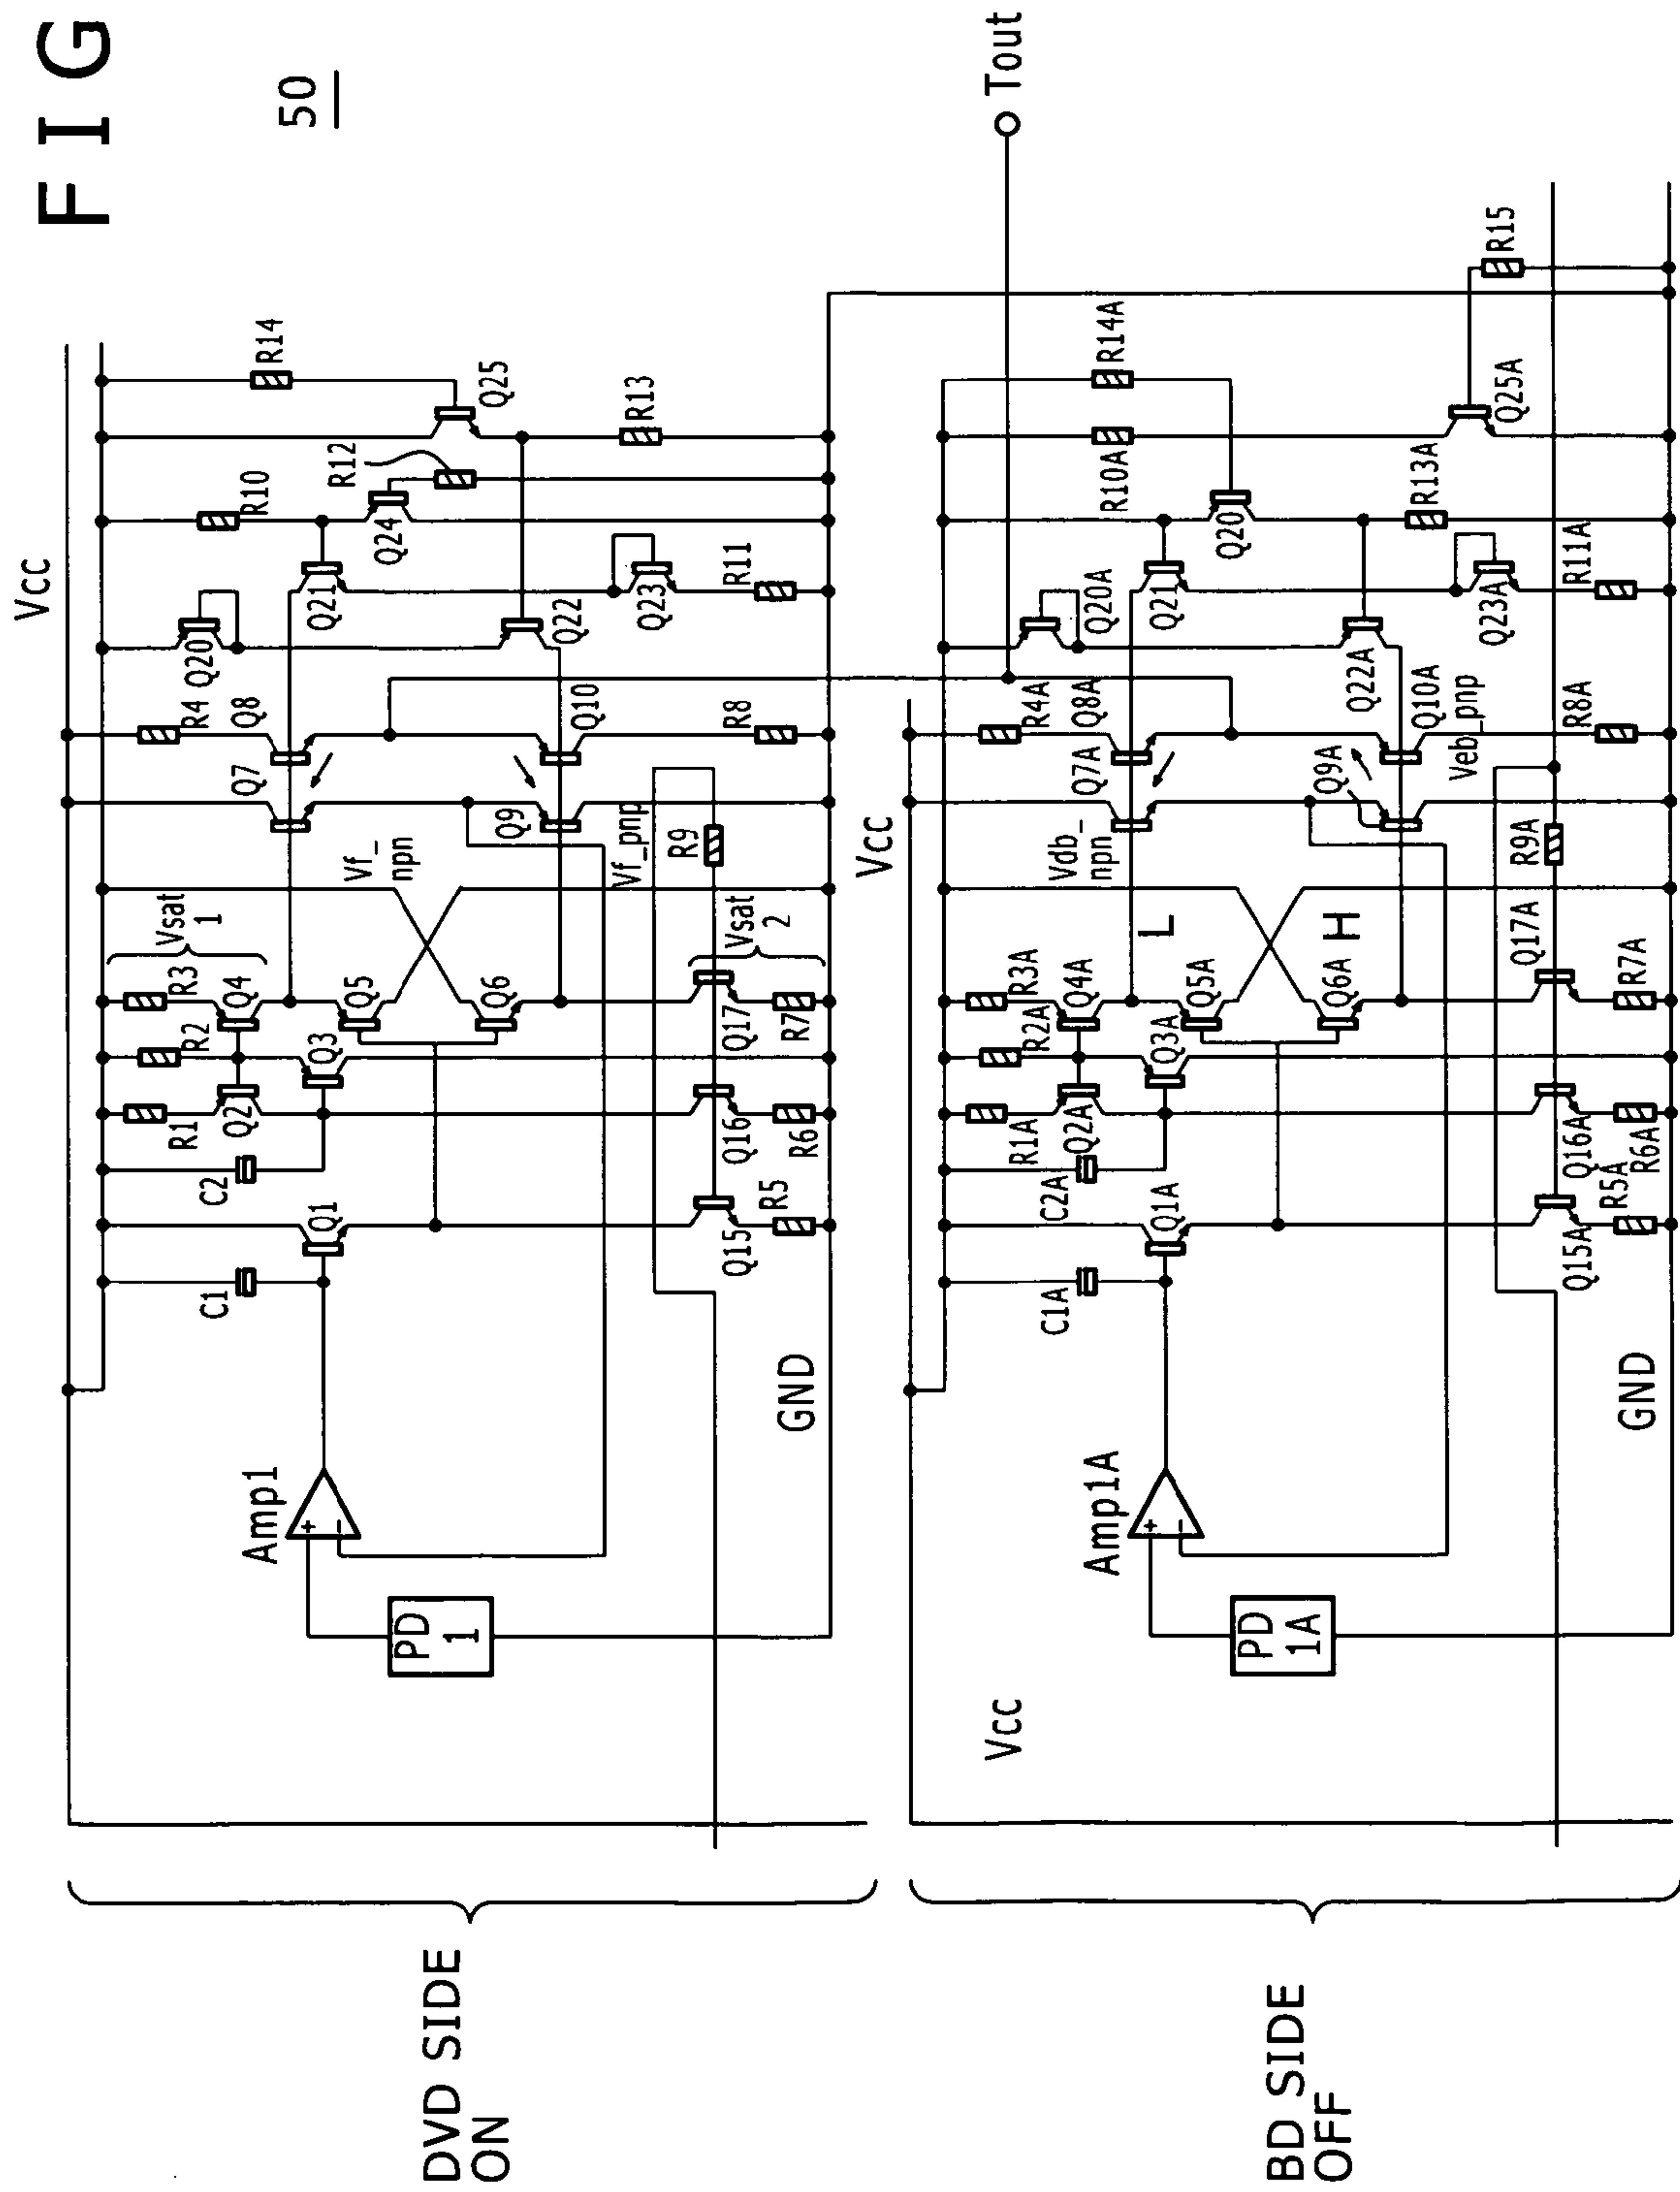 FIG
50
DVD SIDE
ON
Vcc
Amp1
+
-
PD
1
GND
C1
C2
Q1
R1
R2
R3
Vsat
1
Q2
Q3
Q4
Q5
Q6
Vf_
npn
Vf_pnp
Q7
Q8
R4
Q9
Q10
R8
Q15
Q16
Q17
R5
R6
R7
Vsat
2
R9
Q20
Q21
Q22
Q23
R11
R10
Q24
R12
R14
Q25
R13
Tout
BD SIDE
OFF
Vcc
Vcc
Amp1A
+
-
PD
1A
GND
C1A
C2A
Q1A
R1A
R2A
R3A
Q2A
Q3A
Q4A
Q5A
Q6A
L
H
Vdb_
npn
Q7A
Q8A
R4A
Q9A
Q10A
Veb_pnp
R8A
Q15A
Q16A
Q17A
R5A
R6A
R7A
R9A
Q20A
Q21
Q22A
Q23A
R11A
Q20
R10A
R14A
R13A
Q25A
R15